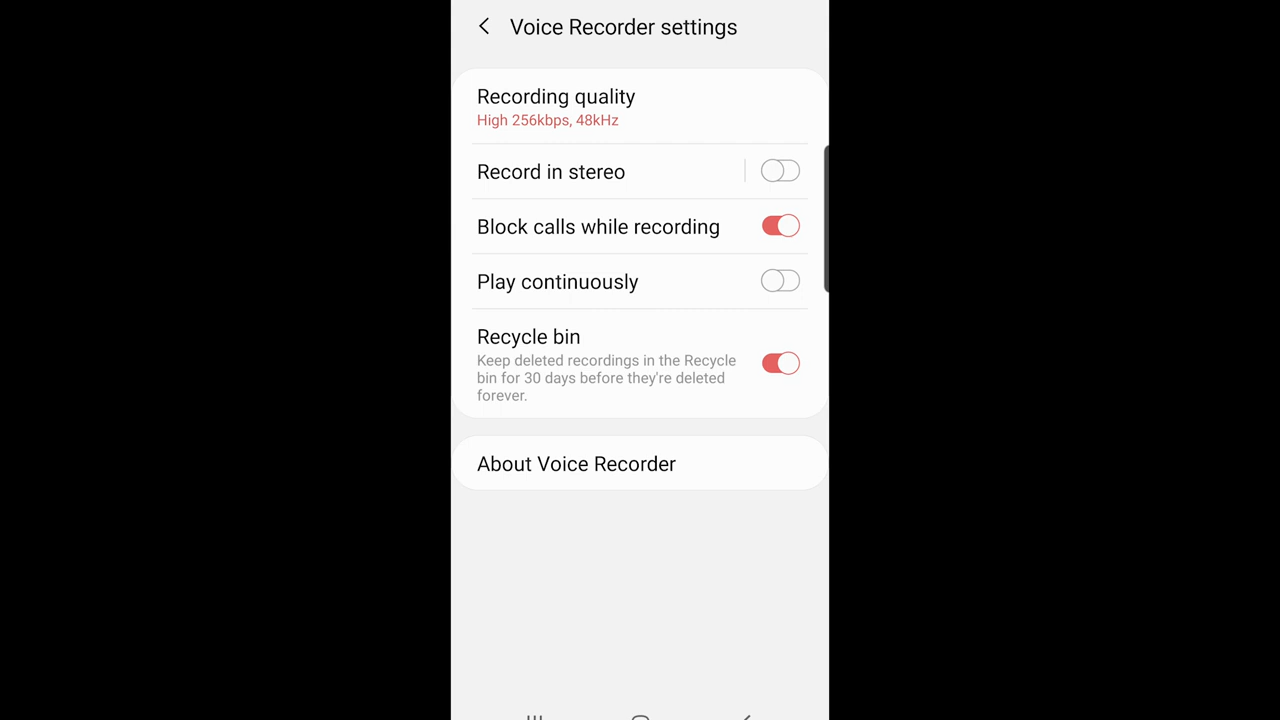 Voice Recorder settings
Recording quality
High 256kbps, 48kHz
Record in stereo
Block calls while recording
Play continuously
Recycle bin
Keep deleted recordings in the Recycle
bin for 30 days before they're deleted
forever.
About Voice Recorder